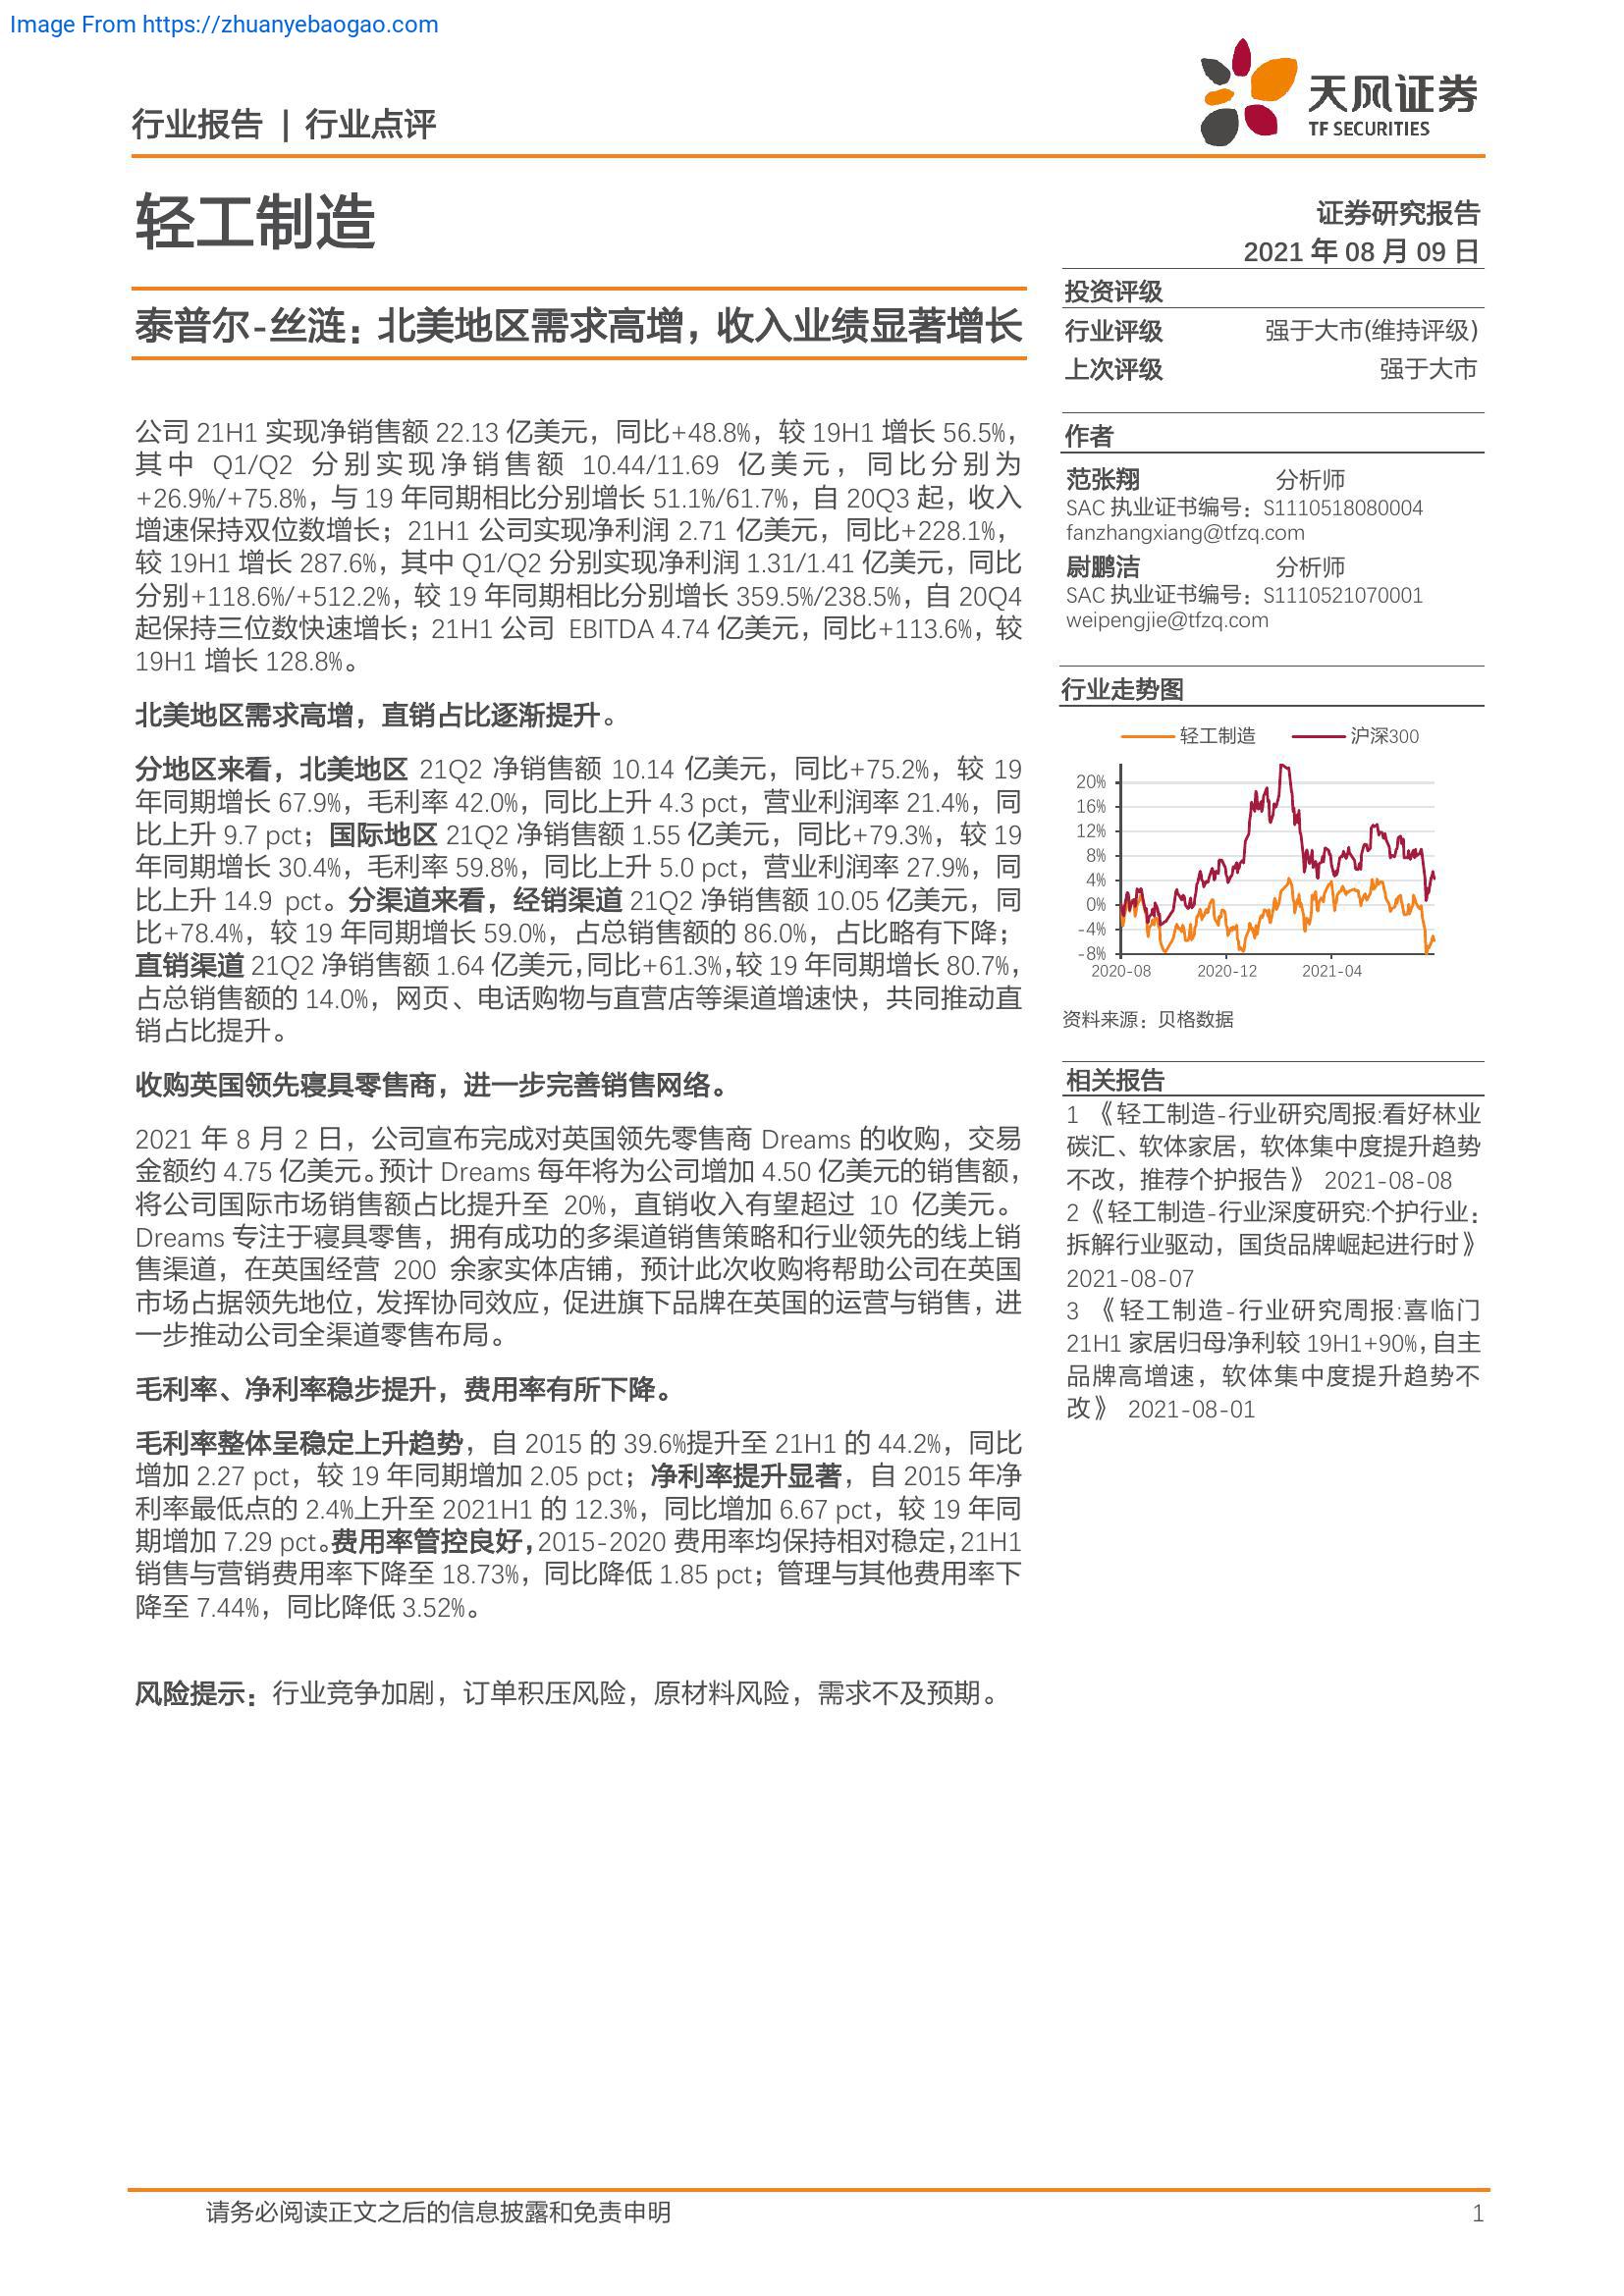 Image From https://zhuanyebaogao.com
行业报告 | 行业点评
天风证券
TF SECURITIES
轻工制造
证券研究报告
2021 年 08 月 09 日
泰普尔-丝涟：北美地区需求高增，收入业绩显著增长
公司 21H1 实现净销售额 22.13 亿美元，同比+48.8%，较 19H1 增长 56.5%，
其中 Q1/Q2 分别实现净销售额 10.44/11.69 亿美元，同比分别为
+26.9%/+75.8%，与 19 年同期相比分别增长 51.1%/61.7%，自 20Q3 起，收入
增速保持双位数增长；21H1 公司实现净利润 2.71 亿美元，同比+228.1%，
较 19H1 增长 287.6%，其中 Q1/Q2 分别实现净利润 1.31/1.41 亿美元，同比
分别+118.6%/+512.2%，较 19 年同期相比分别增长 359.5%/238.5%，自 20Q4
起保持三位数快速增长；21H1 公司 EBITDA 4.74 亿美元，同比+113.6%，较
19H1 增长 128.8%。
北美地区需求高增，直销占比逐渐提升。
分地区来看，北美地区 21Q2 净销售额 10.14 亿美元，同比+75.2%，较 19
年同期增长 67.9%，毛利率 42.0%，同比上升 4.3 pct，营业利润率 21.4%，同
比上升 9.7 pct；国际地区 21Q2 净销售额 1.55 亿美元，同比+79.3%，较 19
年同期增长 30.4%，毛利率 59.8%，同比上升 5.0 pct，营业利润率 27.9%，同
比上升 14.9 pct。分渠道来看，经销渠道 21Q2 净销售额 10.05 亿美元，同
比+78.4%，较 19 年同期增长 59.0%，占总销售额的 86.0%，占比略有下降；
直销渠道 21Q2 净销售额 1.64 亿美元，同比+61.3%，较 19 年同期增长 80.7%，
占总销售额的 14.0%，网页、电话购物与直营店等渠道增速快，共同推动直
销占比提升。
收购英国领先寝具零售商，进一步完善销售网络。
2021 年 8 月 2 日，公司宣布完成对英国领先零售商 Dreams 的收购，交易
金额约 4.75 亿美元。预计 Dreams 每年将为公司增加 4.50 亿美元的销售额，
将公司国际市场销售额占比提升至 20%，直销收入有望超过 10 亿美元。
Dreams 专注于寝具零售，拥有成功的多渠道销售策略和行业领先的线上销
售渠道，在英国经营 200 余家实体店铺，预计此次收购将帮助公司在英国
市场占据领先地位，发挥协同效应，促进旗下品牌在英国的运营与销售，进
一步推动公司全渠道零售布局。
毛利率、净利率稳步提升，费用率有所下降。
毛利率整体呈稳定上升趋势，自 2015 的 39.6%提升至 21H1 的 44.2%，同比
增加 2.27 pct，较 19 年同期增加 2.05 pct；净利率提升显著，自 2015 年净
利率最低点的 2.4%上升至 2021H1 的 12.3%，同比增加 6.67 pct，较 19 年同
期增加 7.29 pct。费用率管控良好，2015-2020 费用率均保持相对稳定，21H1
销售与营销费用率下降至 18.73%，同比降低 1.85 pct；管理与其他费用率下
降至 7.44%，同比降低 3.52%。
风险提示：行业竞争加剧，订单积压风险，原材料风险，需求不及预期。
投资评级
行业评级 强于大市(维持评级)
上次评级 强于大市
作者
范张翔 分析师
SAC 执业证书编号：S1110518080004
fanzhangxiang@tfzq.com
尉鹏洁 分析师
SAC 执业证书编号：S1110521070001
weipengjie@tfzq.com
行业走势图
轻工制造 沪深300
20%
16%
12%
8%
4%
0%
-4%
-8%
2020-08 2020-12 2021-04
资料来源：贝格数据
相关报告
1 《轻工制造-行业研究周报:看好林业
碳汇、软体家居，软体集中度提升趋势
不改，推荐个护报告》 2021-08-08
2《轻工制造-行业深度研究:个护行业：
拆解行业驱动，国货品牌崛起进行时》
2021-08-07
3 《轻工制造-行业研究周报:喜临门
21H1 家居归母净利较 19H1+90%，自主
品牌高增速，软体集中度提升趋势不
改》 2021-08-01
请务必阅读正文之后的信息披露和免责申明 1